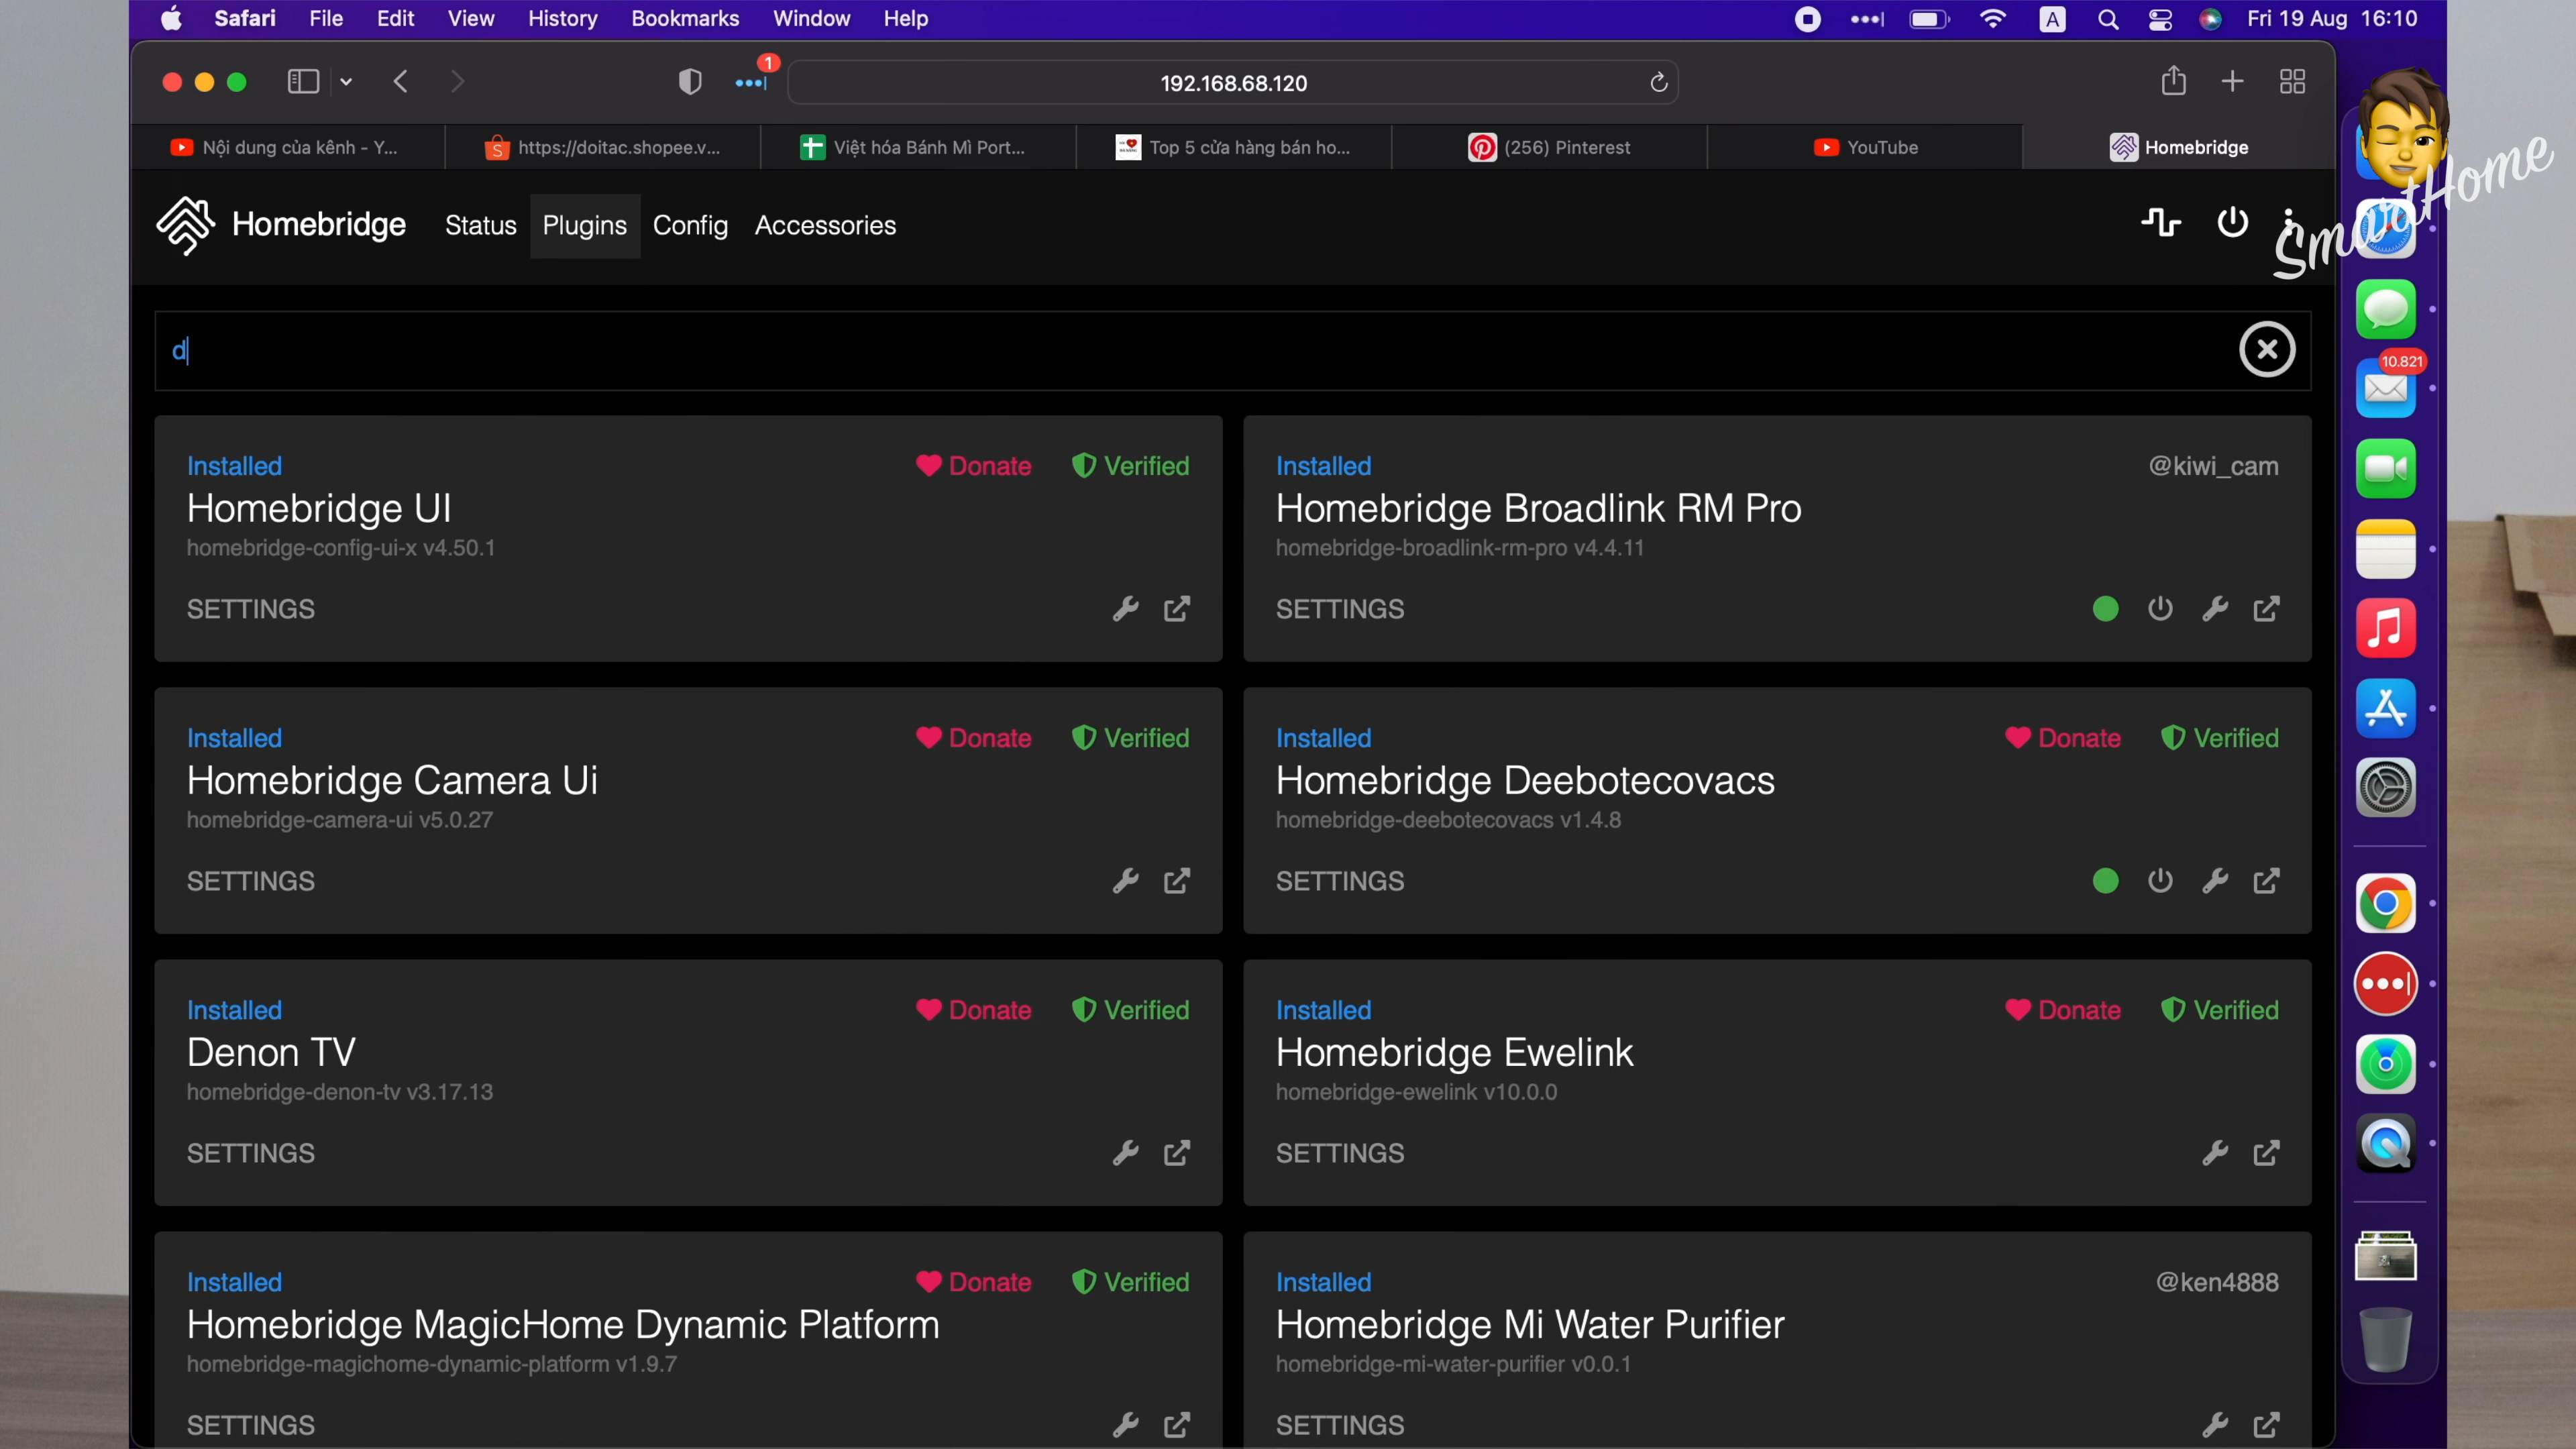 Safari File Edit View History Bookmarks Window Help A Fri 19 Aug 16:10
1
192.168.68.120
Nội dung của kênh - Y... https://doitac.shopee.v... Việt hóa Bánh Mì Port... Top 5 cửa hàng bán ho... (256) Pinterest YouTube Homebridge
SmartHome
Homebridge Status Plugins Config Accessories
d
10.821
Installed Donate Verified
Homebridge UI
homebridge-config-ui-x v4.50.1
SETTINGS
Installed @kiwi_cam
Homebridge Broadlink RM Pro
homebridge-broadlink-rm-pro v4.4.11
SETTINGS
Installed Donate Verified
Homebridge Camera Ui
homebridge-camera-ui v5.0.27
SETTINGS
Installed Donate Verified
Homebridge Deebotecovacs
homebridge-deebotecovacs v1.4.8
SETTINGS
Installed Donate Verified
Denon TV
homebridge-denon-tv v3.17.13
SETTINGS
Installed Donate Verified
Homebridge Ewelink
homebridge-ewelink v10.0.0
SETTINGS
Installed Donate Verified
Homebridge MagicHome Dynamic Platform
homebridge-magichome-dynamic-platform v1.9.7
SETTINGS
Installed @ken4888
Homebridge Mi Water Purifier
homebridge-mi-water-purifier v0.0.1
SETTINGS